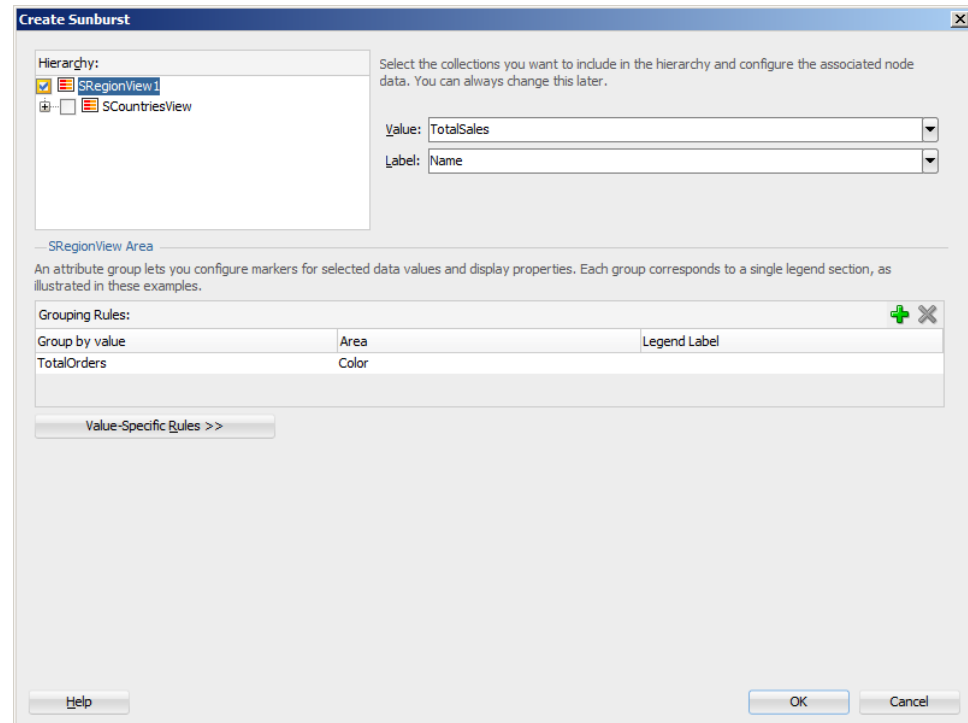 Create Sunburst
Hierarchy:
SRegionView1
SCountriesView
Select the collections you want to include in the hierarchy and configure the associated node
data. You can always change this later.
Value: TotalSales
Label: Name
SRegionView Area
An attribute group lets you configure markers for selected data values and display properties. Each group corresponds to a single legend section, as
illustrated in these examples.
Grouping Rules:
Group by value Area Legend Label
TotalOrders Color
Value-Specific Rules >>
Help OK Cancel